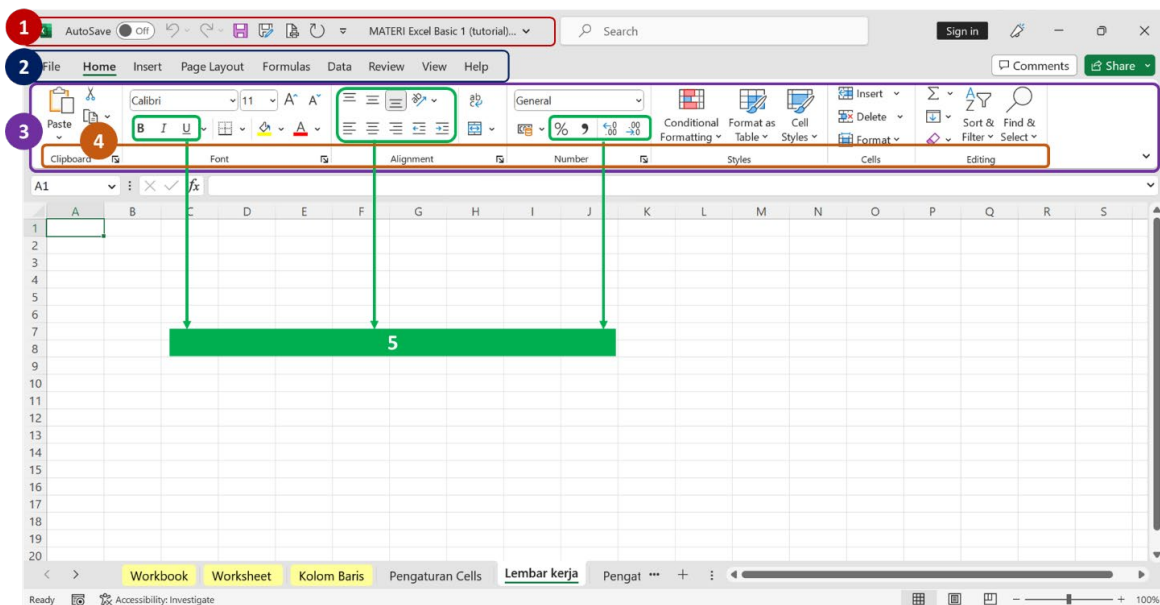 1 AutoSave Off MATERI Excel Basic 1 (tutorial)... Search Sign in
2 File Home Insert Page Layout Formulas Data Review View Help Comments Share
Calibri 11 A A General Insert Σ
3 Paste B I U A % , Conditional Formatting Format as Table Cell Styles Delete Format Sort & Filter Find & Select
4
Clipboard Font Alignment Number Styles Cells Editing
A1 fx
A B C D E F G H I J K L M N O P Q R S
1
2
3
4
5
6
7
5
8
9
10
11
12
13
14
15
16
17
18
19
20
Workbook Worksheet Kolom Baris Pengaturan Cells Lembar kerja Pengat ...
Ready Accessibility: Investigate 100%